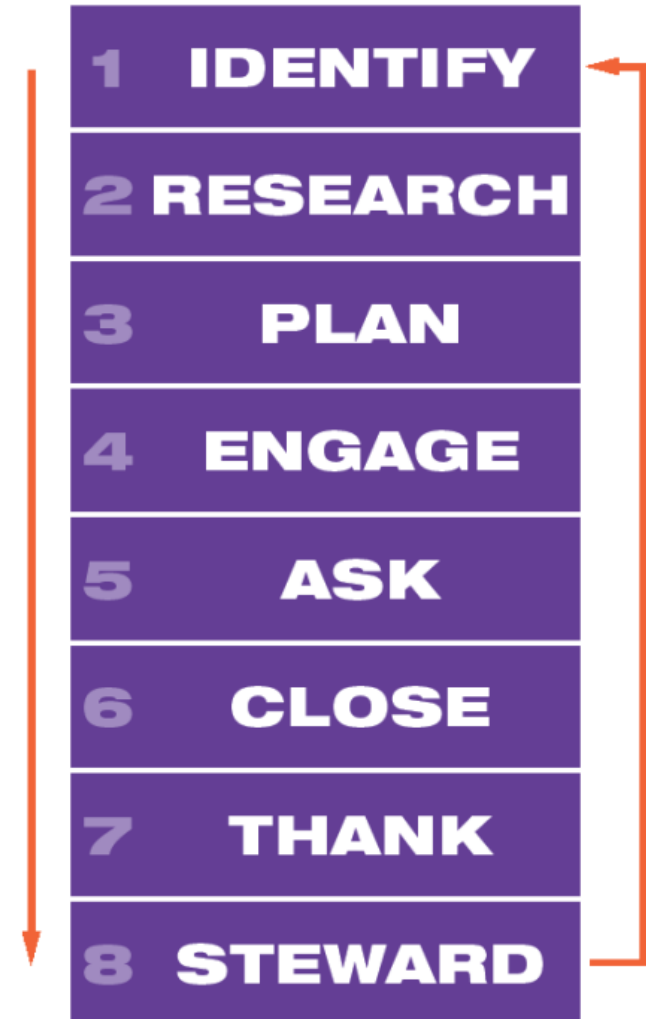 1 IDENTIFY
2 RESEARCH
3 PLAN
4 ENGAGE
5 ASK
6 CLOSE
7 THANK
8 STEWARD